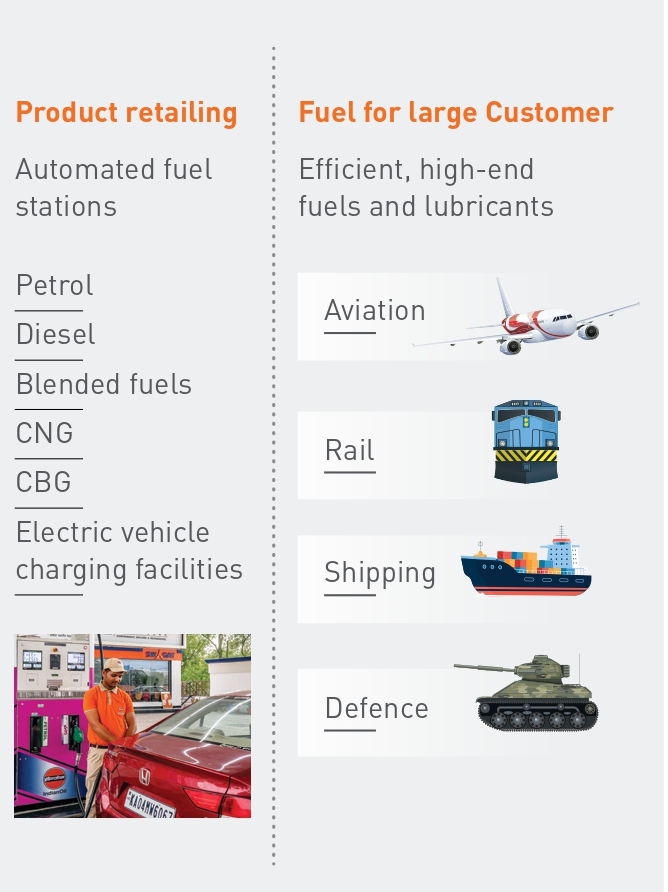 Product retailing
Automated fuel
stations
Petrol
Diesel
Blended fuels
CNG
CBG
Electric vehicle
charging facilities
IndianOil
Fuel for large Customer
Efficient, high-end
fuels and lubricants
Aviation
Rail
Shipping
Defence